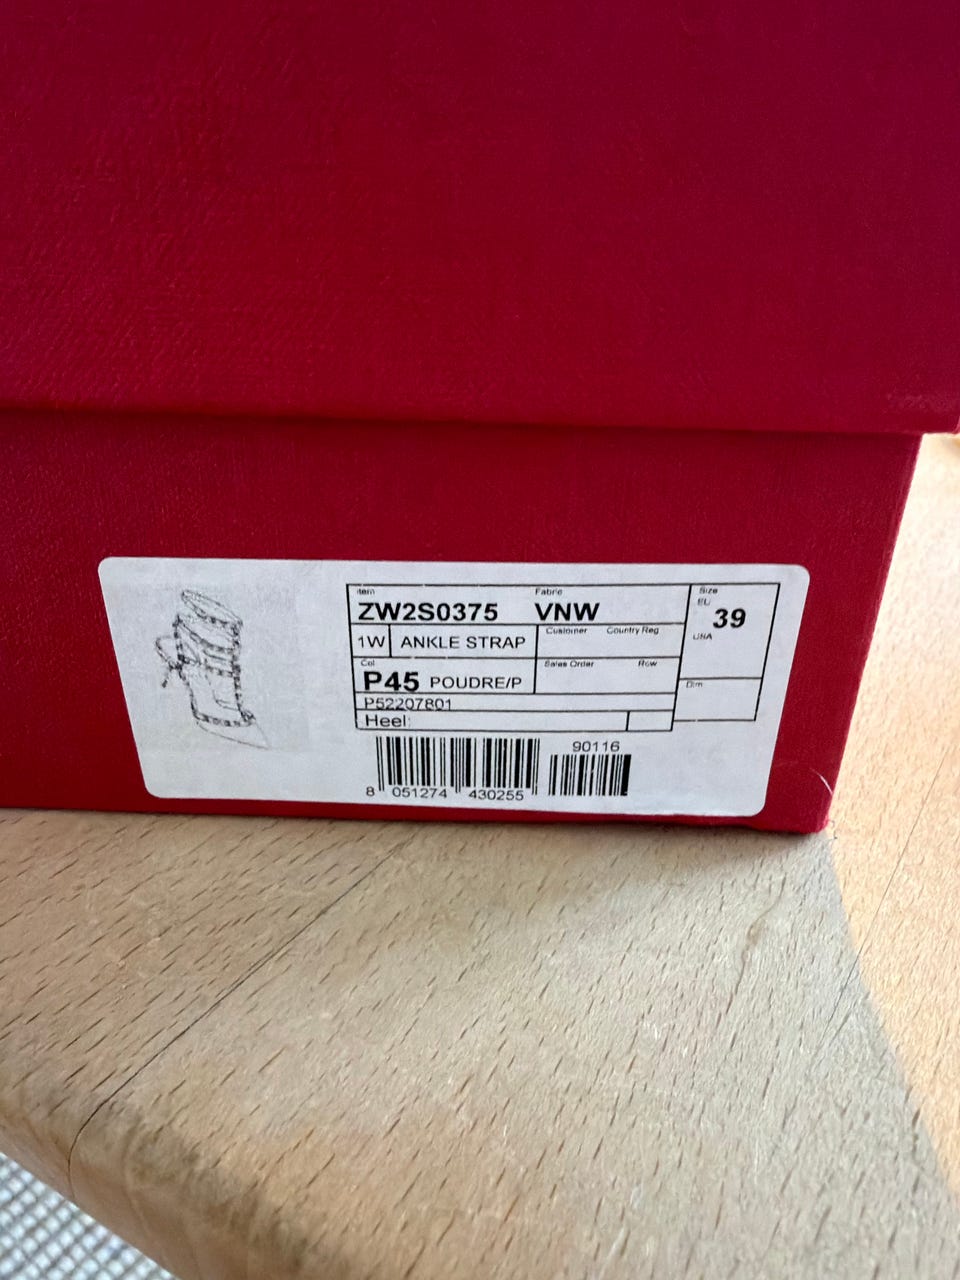 Item Fabric
ZW2S0375 VNW
Size
EU 39
USA
1W ANKLE STRAP
Customer Country Reg
Col
P45 POUDRE/P
Sales Order Row
Dim
P52207801
Heel:
90116
8 051274 430255